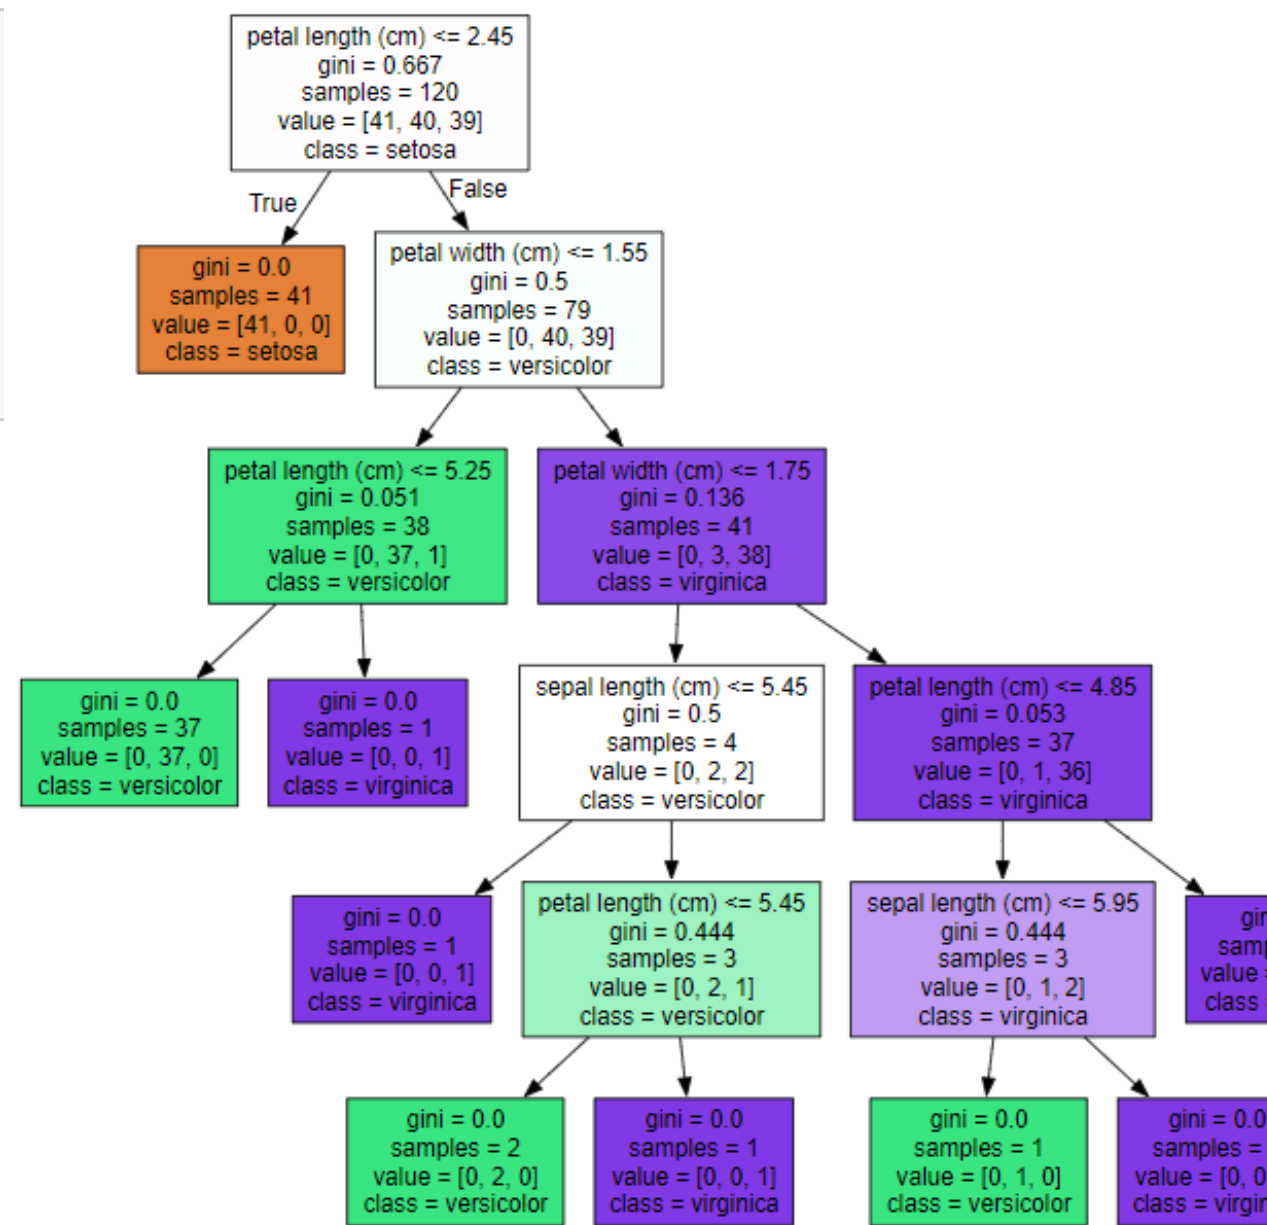 petal length (cm) <= 2.45
gini = 0.667
samples = 120
value = [41, 40, 39]
class = setosa
True
False
gini = 0.0
samples = 41
value = [41, 0, 0]
class = setosa
petal width (cm) <= 1.55
gini = 0.5
samples = 79
value = [0, 40, 39]
class = versicolor
petal length (cm) <= 5.25
gini = 0.051
samples = 38
value = [0, 37, 1]
class = versicolor
petal width (cm) <= 1.75
gini = 0.136
samples = 41
value = [0, 3, 38]
class = virginica
gini = 0.0
samples = 37
value = [0, 37, 0]
class = versicolor
gini = 0.0
samples = 1
value = [0, 0, 1]
class = virginica
sepal length (cm) <= 5.45
gini = 0.5
samples = 4
value = [0, 2, 2]
class = versicolor
petal length (cm) <= 4.85
gini = 0.053
samples = 37
value = [0, 1, 36]
class = virginica
gini = 0.0
samples = 1
value = [0, 0, 1]
class = virginica
petal length (cm) <= 5.45
gini = 0.444
samples = 3
value = [0, 2, 1]
class = versicolor
sepal length (cm) <= 5.95
gini = 0.444
samples = 3
value = [0, 1, 2]
class = virginica
value =
class
gini = 0.0
samples = 2
value = [0, 2, 0]
class = versicolor
gini = 0.0
samples = 1
value = [0, 0, 1]
class = virginica
gini = 0.0
samples = 1
value = [0, 1, 0]
class = versicolor
gini = 0.0
samples =
value = [0, 0
class =